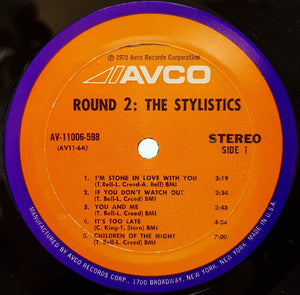 ℗ 1972 Avco Records Corporation
AVCO
ROUND 2: THE STYLISTICS
AV-11006-598
(AV11-6A)
STEREO
SIDE 1
1. I'M STONE IN LOVE WITH YOU 3:19
(T.Bell-L. Creed-A. Bell) BMI
2. IF YOU DON'T WATCH OUT 2:34
(T. Bell-L. Creed) BMI
3. YOU AND ME 2:43
(T. Bell-L. Creed) BMI
4. IT'S TOO LATE 4:34
(C. King-T. Stern) BMI
5. CHILDREN OF THE NIGHT 7:00
(T. Bell-L. Creed) BMI
MANUFACTURED BY AVCO RECORDS CORP., 1700 BROADWAY, NEW YORK, NEW YORK. MADE IN U.S.A.